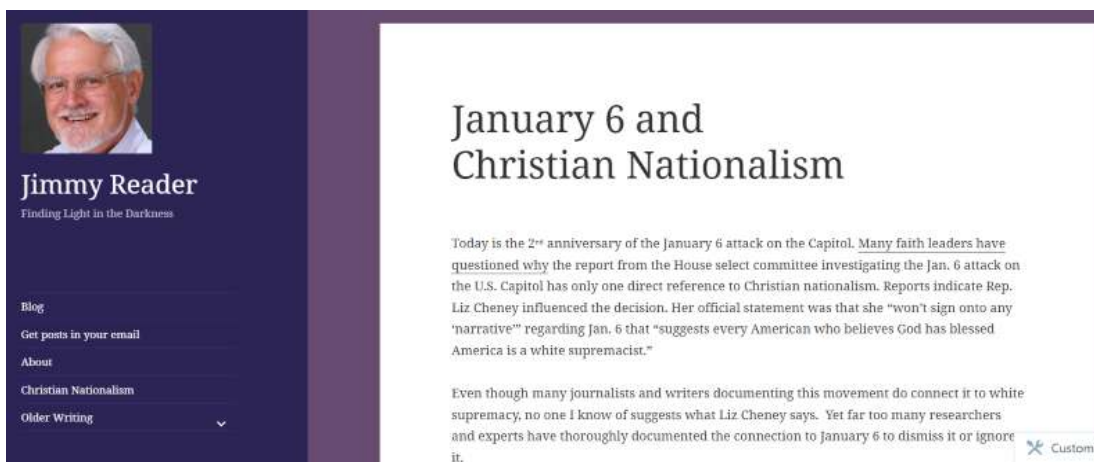 Jimmy Reader
Finding Light in the Darkness
Blog
Get posts in your email
About
Christian Nationalism
Older Writing
January 6 and
Christian Nationalism
Today is the 2nd anniversary of the January 6 attack on the Capitol. Many faith leaders have
questioned why the report from the House select committee investigating the Jan. 6 attack on
the U.S. Capitol has only one direct reference to Christian nationalism. Reports indicate Rep.
Liz Cheney influenced the decision. Her official statement was that she “won’t sign onto any
‘narrative’” regarding Jan. 6 that “suggests every American who believes God has blessed
America is a white supremacist.”
Even though many journalists and writers documenting this movement do connect it to white
supremacy, no one I know of suggests what Liz Cheney says. Yet far too many researchers
and experts have thoroughly documented the connection to January 6 to dismiss it or ignore
it.
Custom